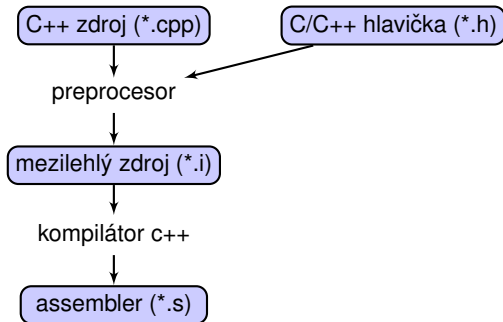 C++ zdroj (*.cpp)
C/C++ hlavička (*.h)
preprocesor
mezilehlý zdroj (*.i)
kompilátor c++
assembler (*.s)